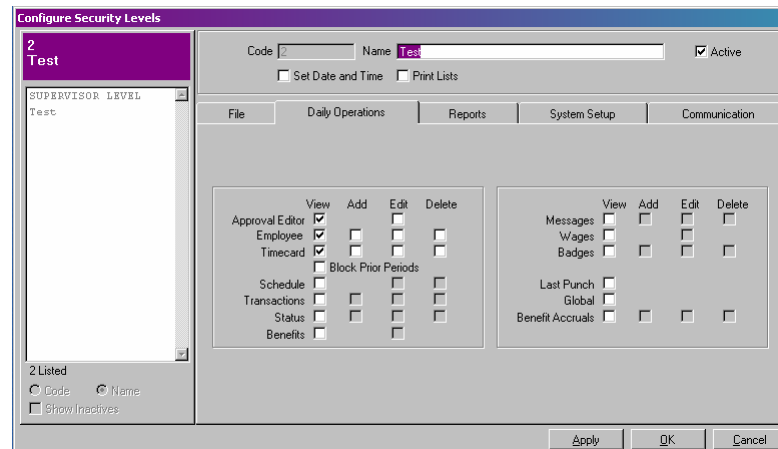 Configure Security Levels
2
Test
SUPERVISOR LEVEL
Test
2 Listed
Code Name
Show Inactives
Code 2 Name Test Active
Set Date and Time Print Lists
File Daily Operations Reports System Setup Communication
View Add Edit Delete
Approval Editor
Employee
Timecard
Block Prior Periods
Schedule
Transactions
Status
Benefits
View Add Edit Delete
Messages
Wages
Badges
Last Punch
Global
Benefit Accruals
Apply OK Cancel